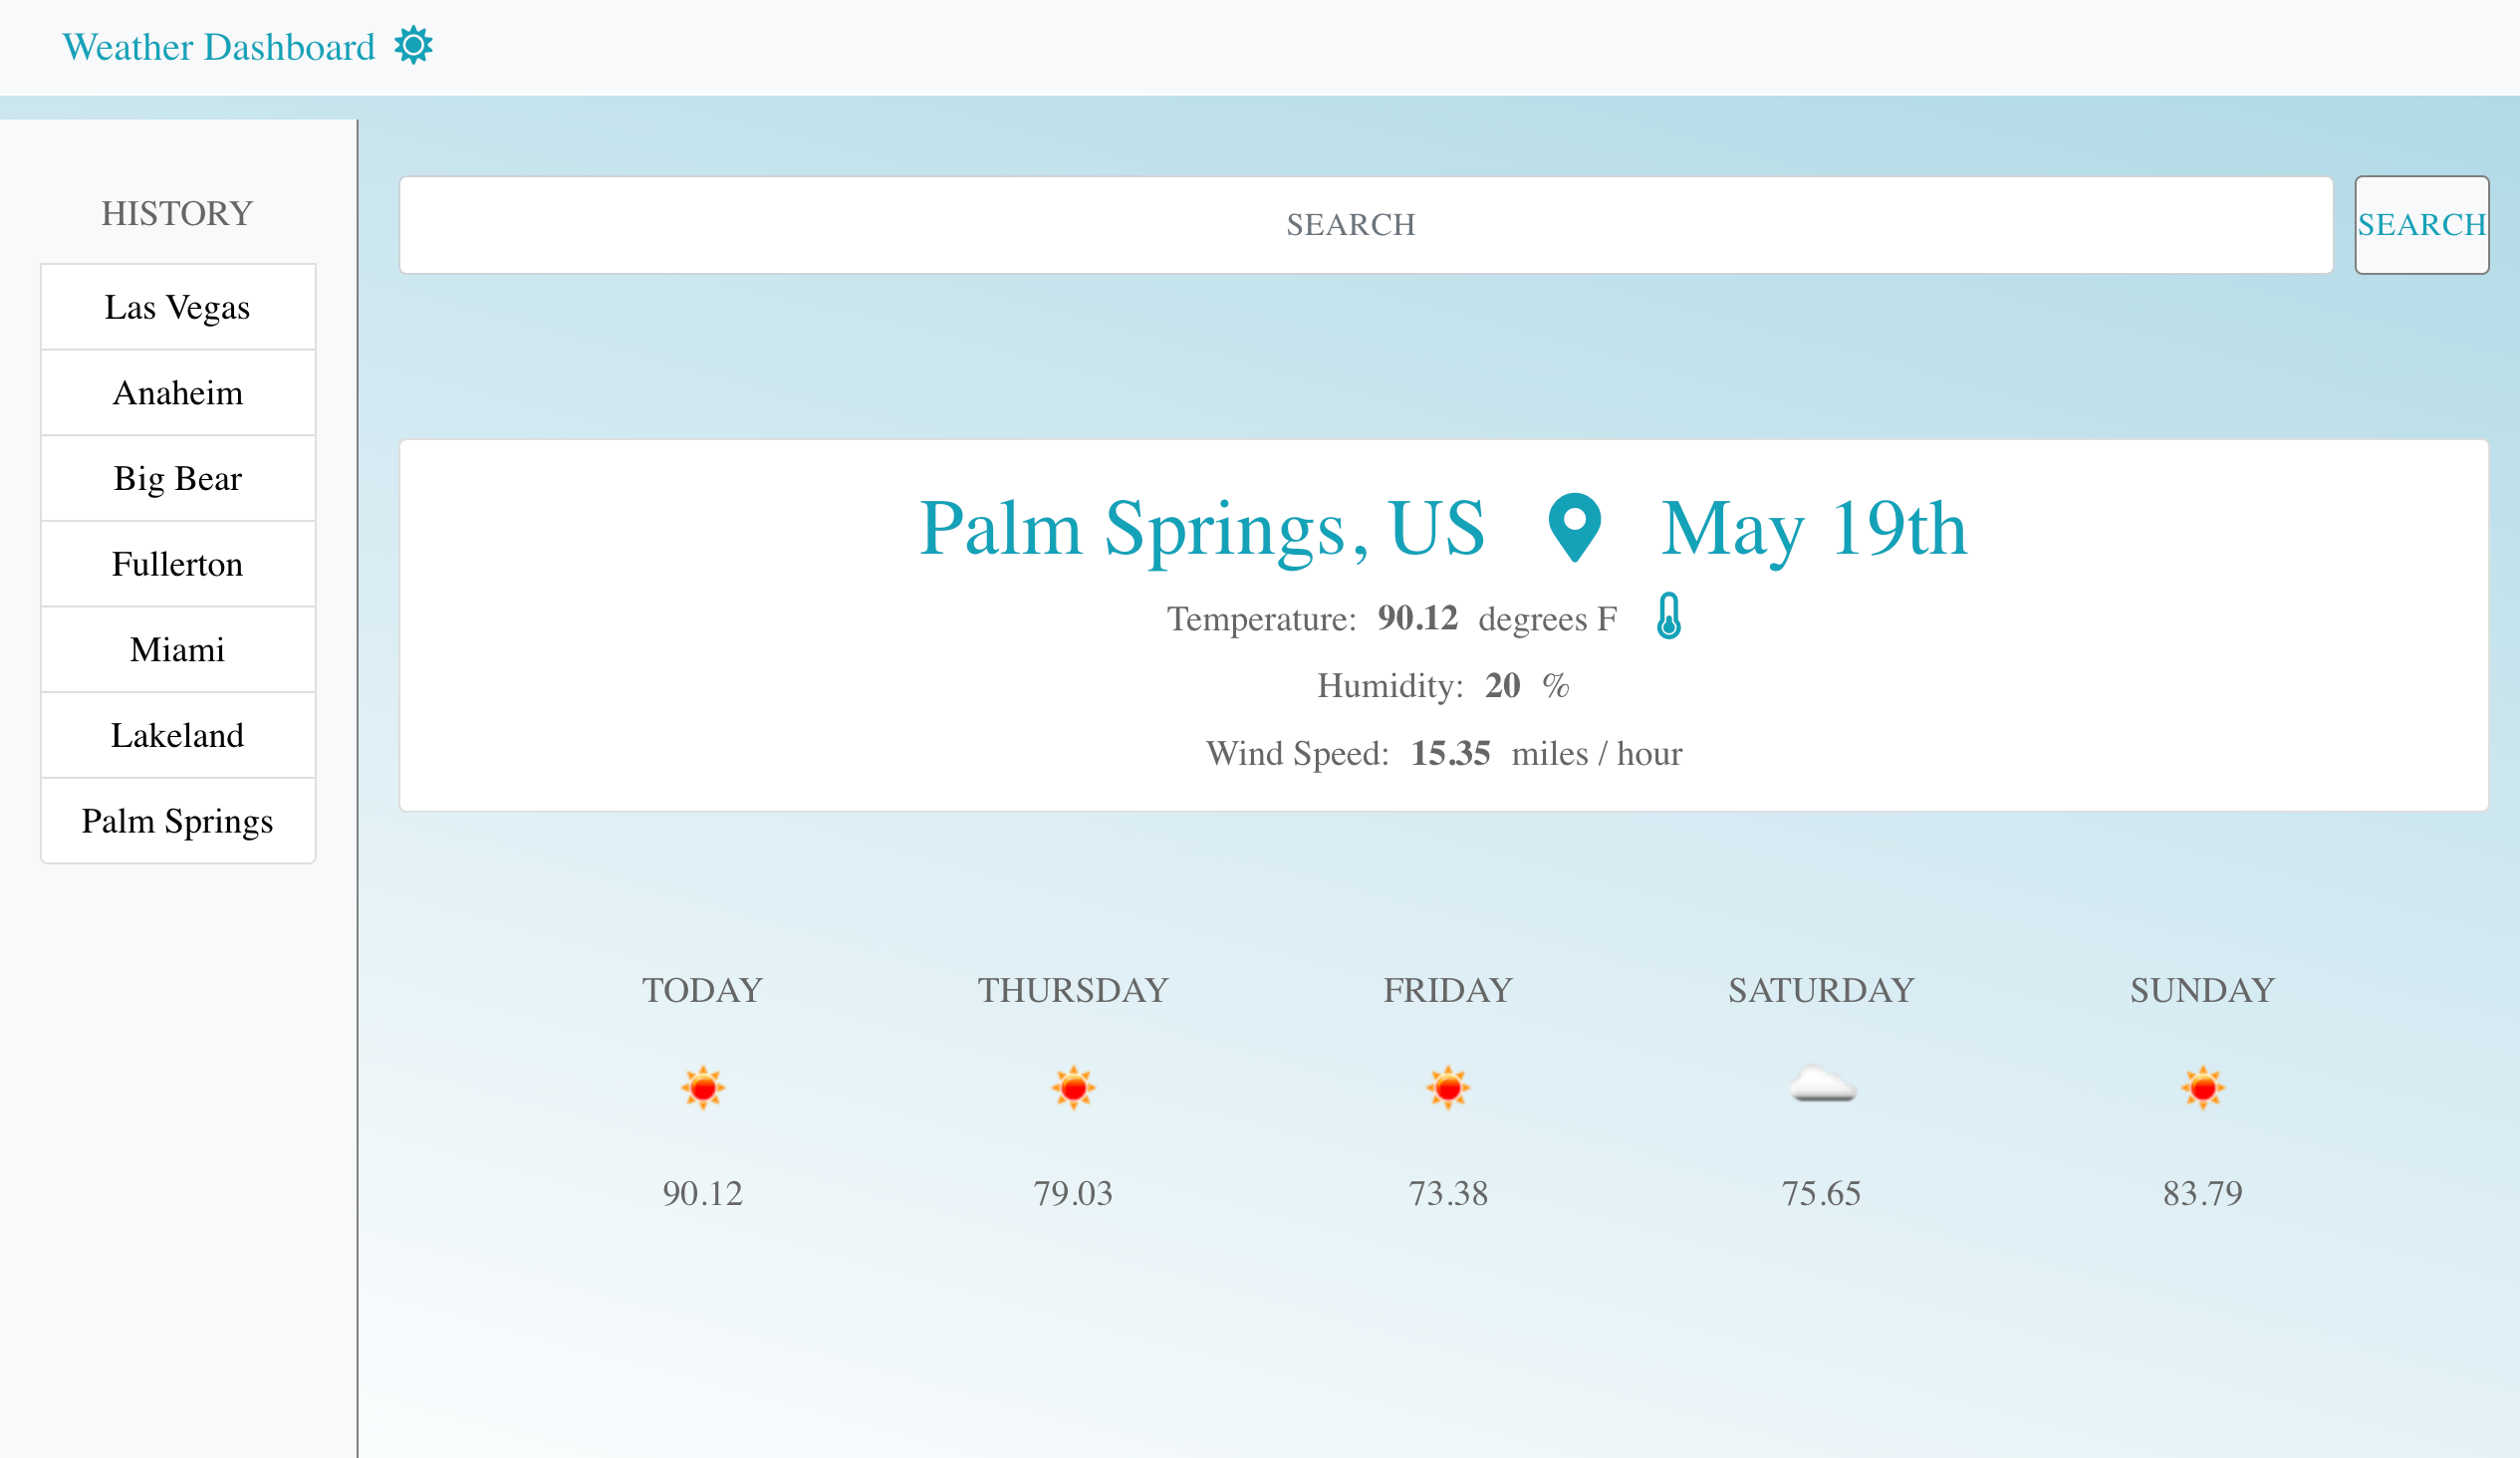 Weather Dashboard
HISTORY
Las Vegas
Anaheim
Big Bear
Fullerton
Miami
Lakeland
Palm Springs
SEARCH SEARCH
Palm Springs, US May 19th
Temperature: 90.12 degrees F
Humidity: 20 %
Wind Speed: 15.35 miles / hour
TODAY THURSDAY FRIDAY SATURDAY SUNDAY
90.12 79.03 73.38 75.65 83.79